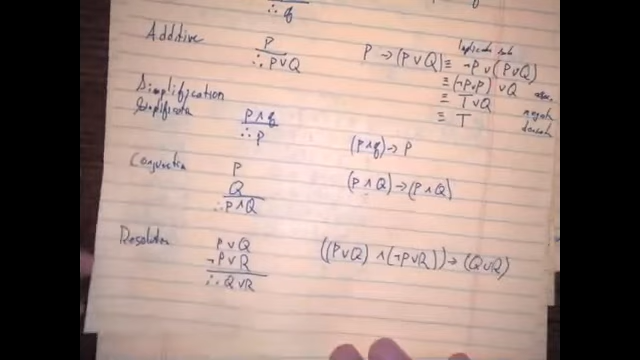 ∴ q
Additive
P
∴ P∨Q
P → (P∨Q) ≡ ¬P∨(P∨Q)
≡ (¬P∨P) ∨Q
≡ T∨Q
≡ T
Simplification
p∧q
∴ p
(p∧q) → P
Conjunction
P
Q
∴ P∧Q
(P∧Q) → (P∧Q)
Resolution
P∨Q
¬P∨R
∴ Q∨R
((P∨Q) ∧ (¬P∨R)) → (Q∨R)